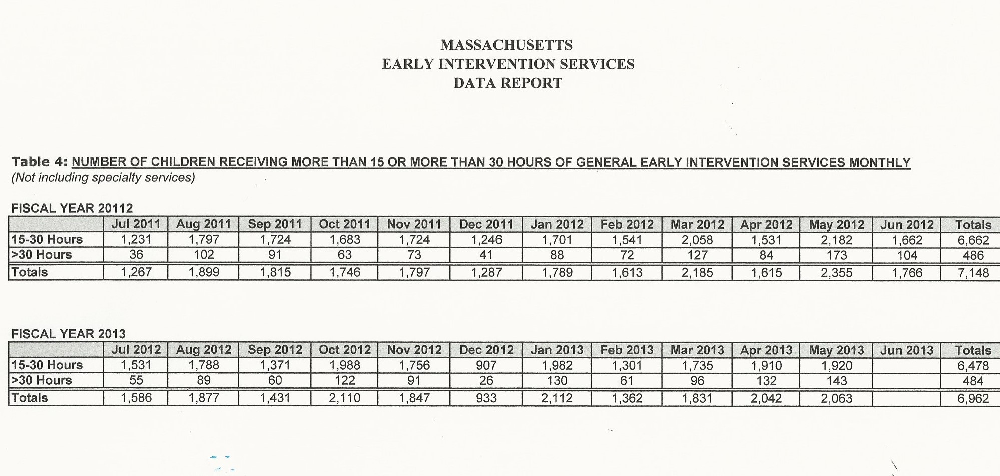 MASSACHUSETTS
EARLY INTERVENTION SERVICES
DATA REPORT
Table 4: NUMBER OF CHILDREN RECEIVING MORE THAN 15 OR MORE THAN 30 HOURS OF GENERAL EARLY INTERVENTION SERVICES MONTHLY
(Not including specialty services)
FISCAL YEAR 20112
Jul 2011 Aug 2011 Sep 2011 Oct 2011 Nov 2011 Dec 2011 Jan 2012 Feb 2012 Mar 2012 Apr 2012 May 2012 Jun 2012 Totals
15-30 Hours 1,231 1,797 1,724 1,683 1,724 1,246 1,701 1,541 2,058 1,531 2,182 1,662 6,662
>30 Hours 36 102 91 63 73 41 88 72 127 84 173 104 486
Totals 1,267 1,899 1,815 1,746 1,797 1,287 1,789 1,613 2,185 1,615 2,355 1,766 7,148
FISCAL YEAR 2013
Jul 2012 Aug 2012 Sep 2012 Oct 2012 Nov 2012 Dec 2012 Jan 2013 Feb 2013 Mar 2013 Apr 2013 May 2013 Jun 2013 Totals
15-30 Hours 1,531 1,788 1,371 1,988 1,756 907 1,982 1,301 1,735 1,910 1,920 6,478
>30 Hours 55 89 60 122 91 26 130 61 96 132 143 484
Totals 1,586 1,877 1,431 2,110 1,847 933 2,112 1,362 1,831 2,042 2,063 6,962